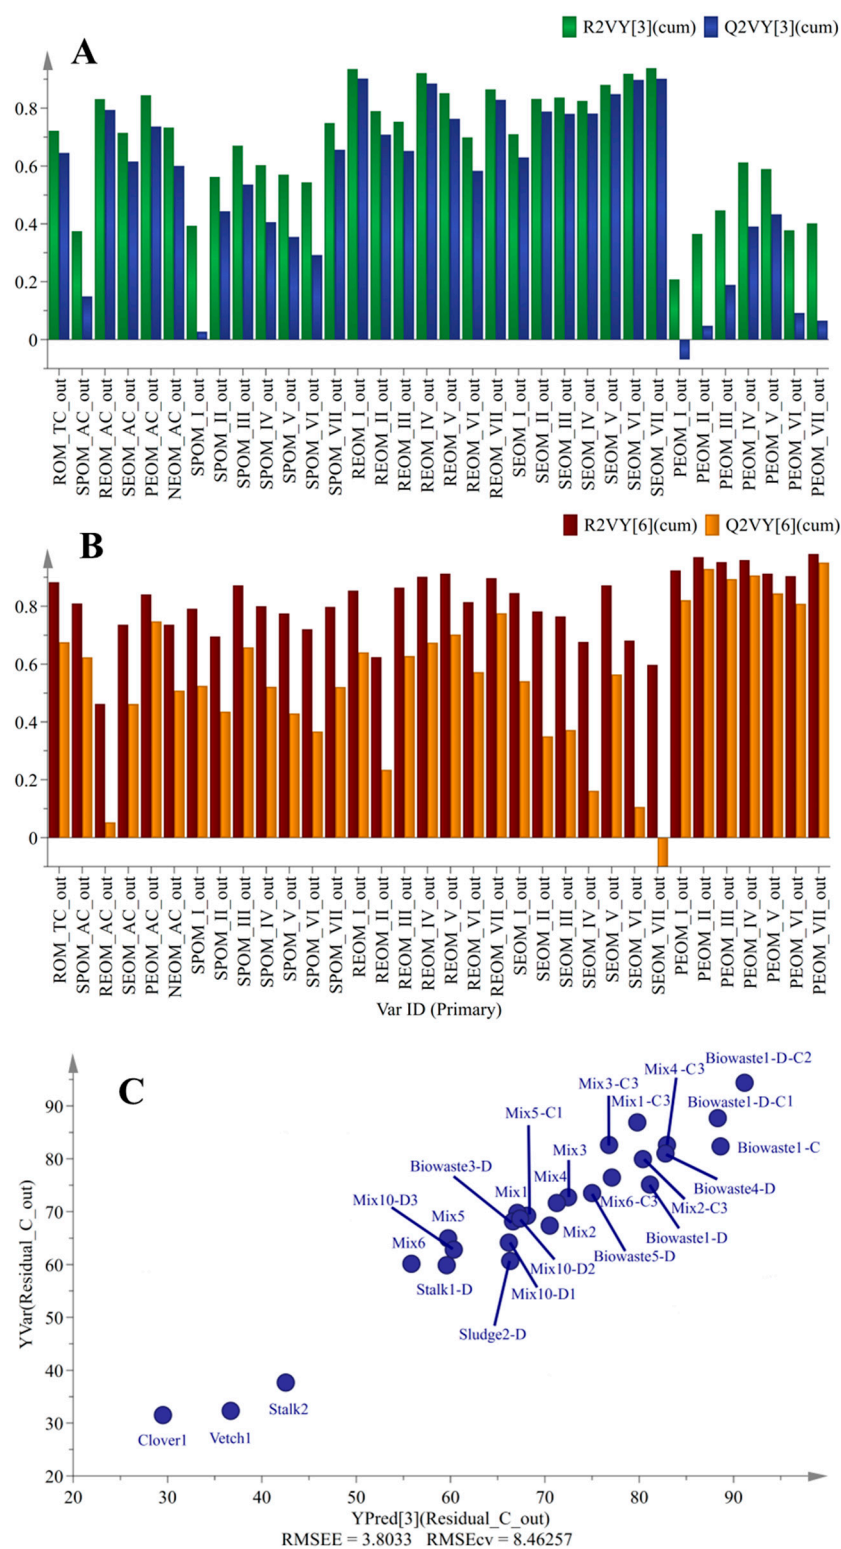 A
R2VY[3](cum) Q2VY[3](cum)
0.8
0.6
0.4
0.2
0
ROM_TC_out
SPOM_AC_out
REOM_AC_out
SEOM_AC_out
PEOM_AC_out
NEOM_AC_out
SPOM_I_out
SPOM_II_out
SPOM_III_out
SPOM_IV_out
SPOM_V_out
SPOM_VI_out
SPOM_VII_out
REOM_I_out
REOM_II_out
REOM_III_out
REOM_IV_out
REOM_V_out
REOM_VI_out
REOM_VII_out
SEOM_I_out
SEOM_II_out
SEOM_III_out
SEOM_IV_out
SEOM_V_out
SEOM_VI_out
SEOM_VII_out
PEOM_I_out
PEOM_II_out
PEOM_III_out
PEOM_IV_out
PEOM_V_out
PEOM_VI_out
PEOM_VII_out
B
R2VY[6](cum) Q2VY[6](cum)
0.8
0.6
0.4
0.2
0
ROM_TC_out
SPOM_AC_out
REOM_AC_out
SEOM_AC_out
PEOM_AC_out
NEOM_AC_out
SPOM_I_out
SPOM_II_out
SPOM_III_out
SPOM_IV_out
SPOM_V_out
SPOM_VI_out
SPOM_VII_out
REOM_I_out
REOM_II_out
REOM_III_out
REOM_IV_out
REOM_V_out
REOM_VI_out
REOM_VII_out
SEOM_I_out
SEOM_II_out
SEOM_III_out
SEOM_IV_out
SEOM_V_out
SEOM_VI_out
SEOM_VII_out
PEOM_I_out
PEOM_II_out
PEOM_III_out
PEOM_IV_out
PEOM_V_out
PEOM_VI_out
PEOM_VII_out
Var ID (Primary)
C
YVar(Residual_C_out)
90
80
70
60
50
40
30
20
Biowaste1-D-C2
Mix4-C3
Mix3-C3
Mix1-C3
Biowaste1-D-C1
Mix5-C1
Biowaste1-C
Mix3
Biowaste3-D
Mix4
Biowaste4-D
Mix1
Mix10-D3
Mix6-C3
Mix2-C3
Mix5
Mix2
Biowaste1-D
Mix6
Biowaste5-D
Mix10-D2
Stalk1-D
Mix10-D1
Sludge2-D
Stalk2
Clover1
Vetch1
20 30 40 50 60 70 80 90
YPred[3](Residual_C_out)
RMSEE = 3.8033 RMSEcv = 8.46257